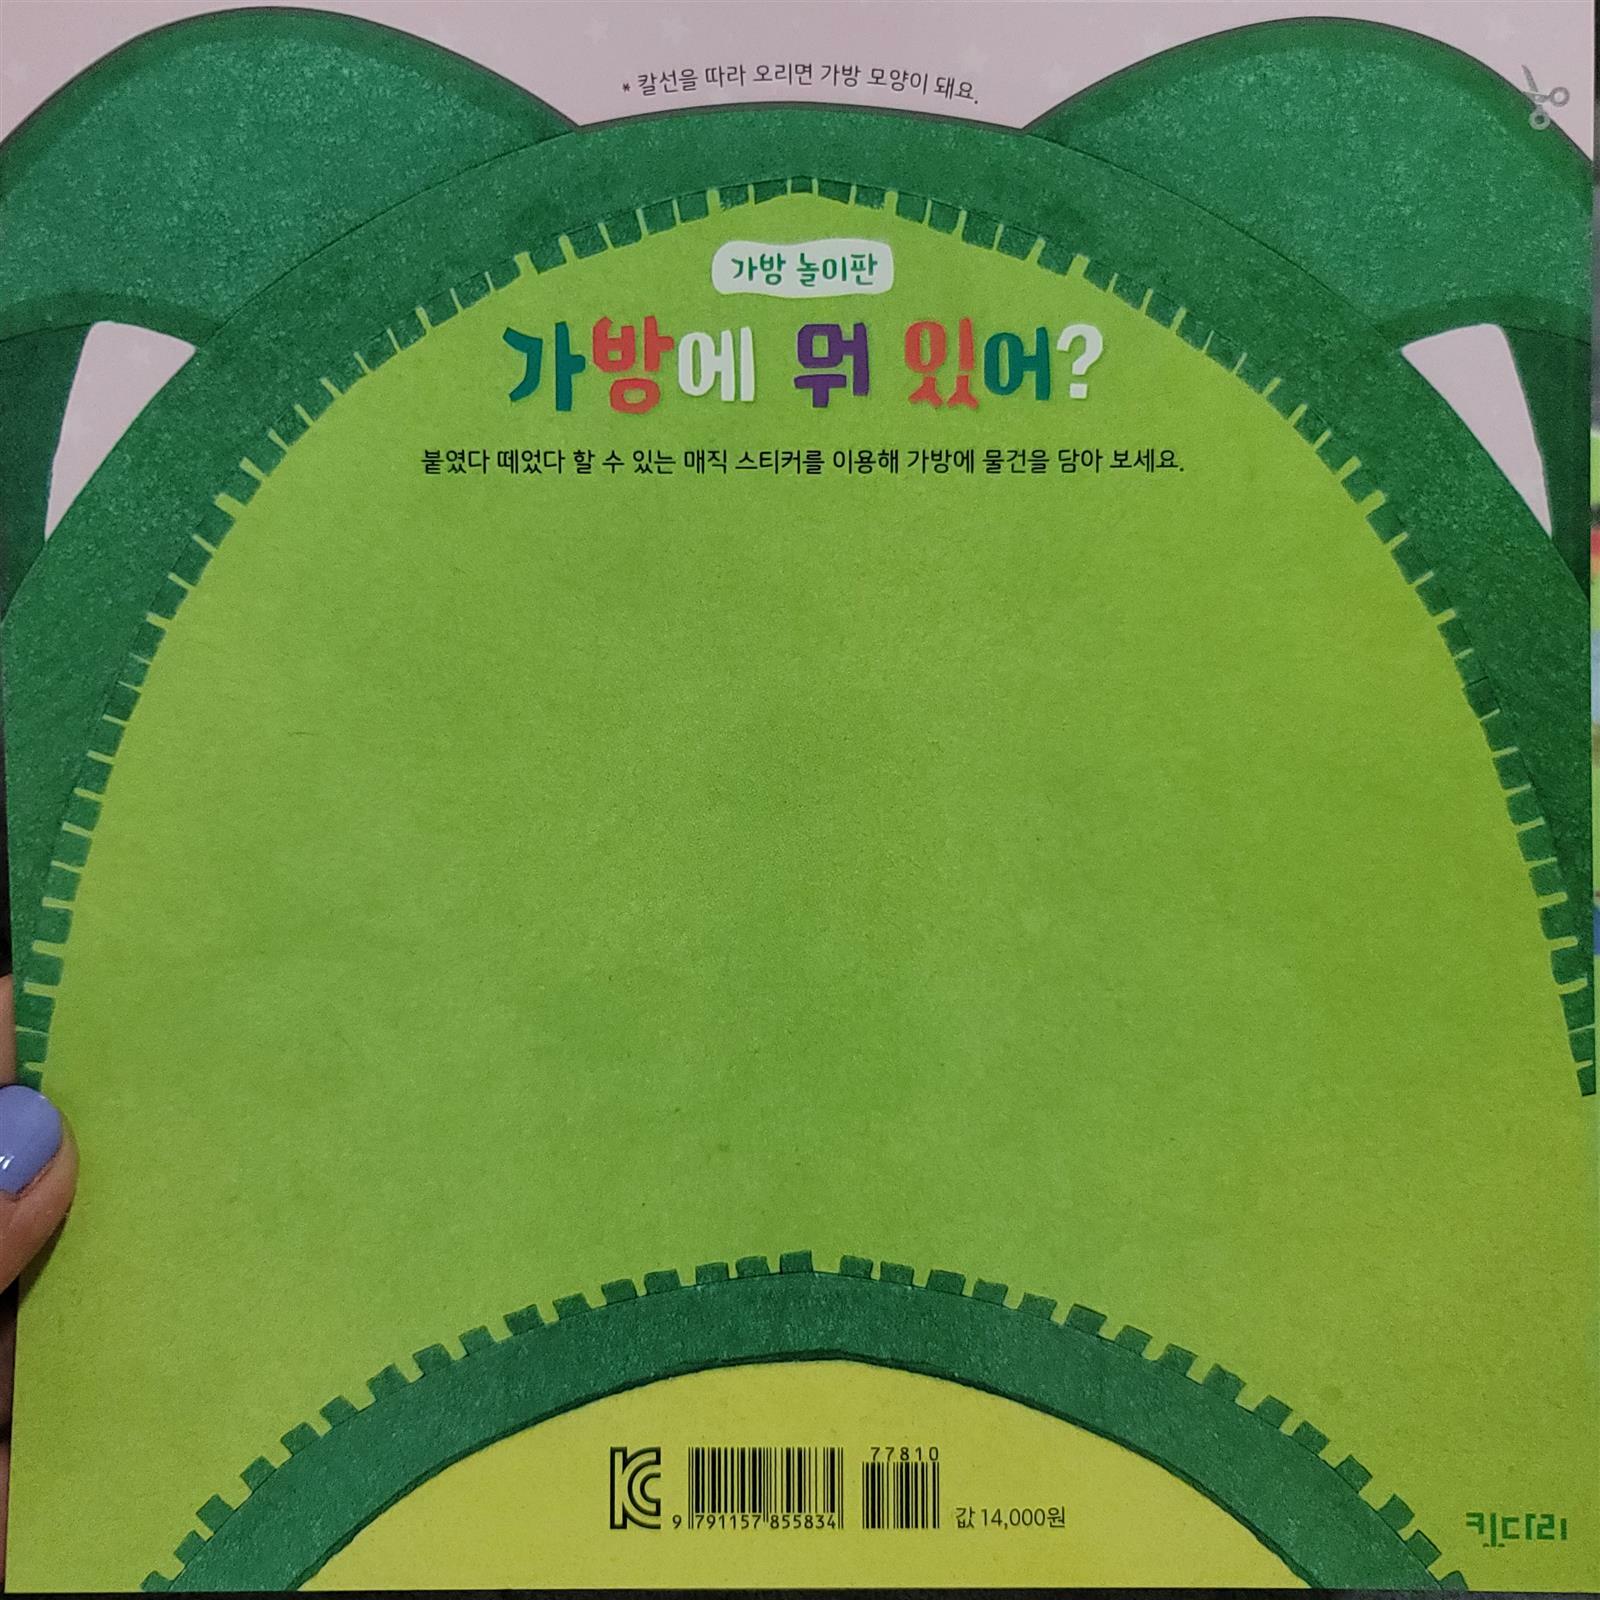 * 칼선을 따라 오리면 가방 모양이 돼요.
가방 놀이판
가방에 뭐 있어?
붙였다 떼었다 할 수 있는 매직 스티커를 이용해 가방에 물건을 담아 보세요.
77810
9 791157 855834
값 14,000원
키다리